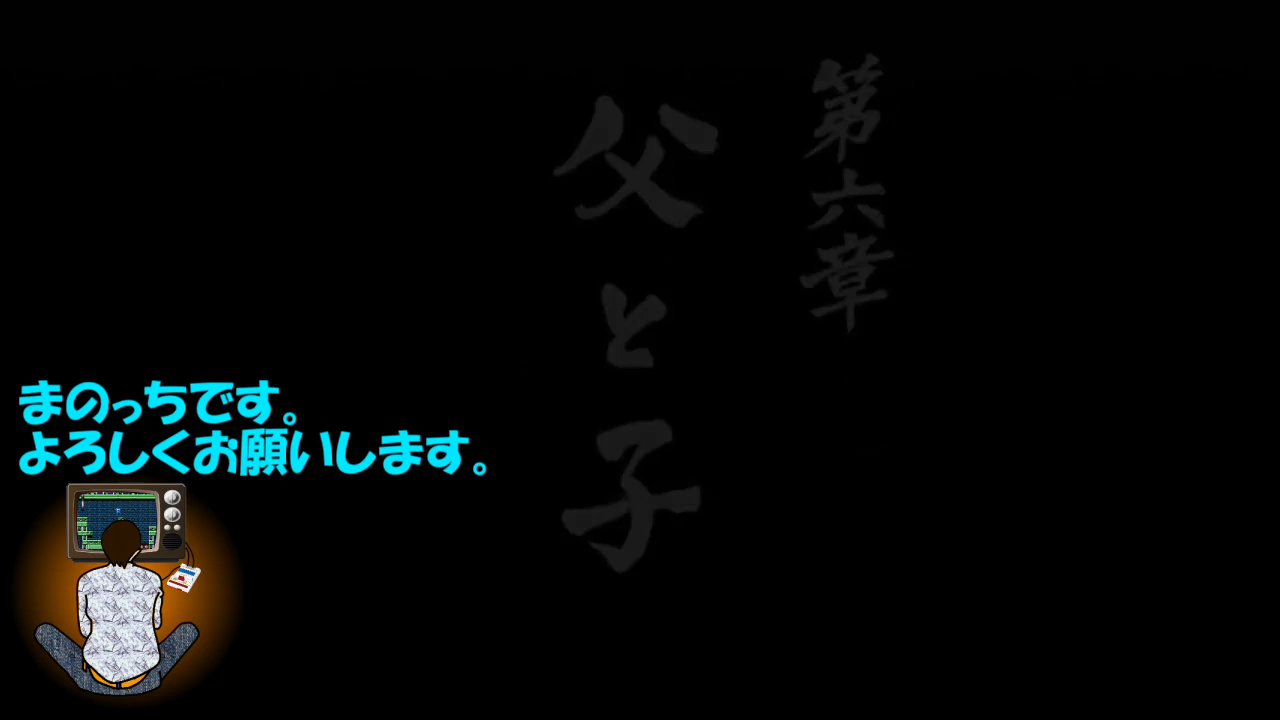 第六章
父と子
まのっちです。
よろしくお願いします。